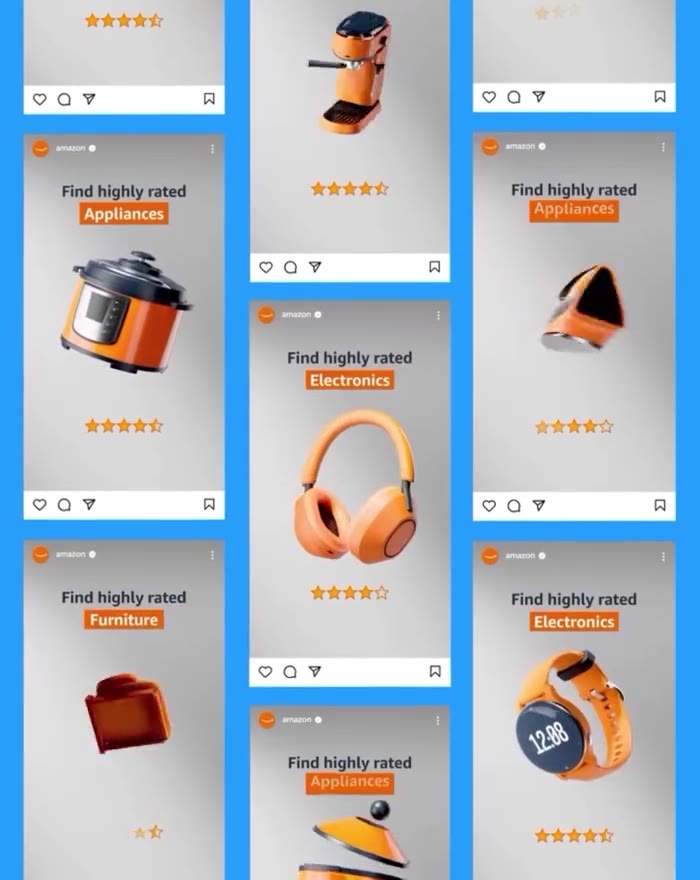 amazon
Find highly rated
Appliances
amazon
Find highly rated
Furniture
amazon
Find highly rated
Electronics
amazon
Find highly rated
Appliances
amazon
Find highly rated
Appliances
amazon
Find highly rated
Electronics
12:08